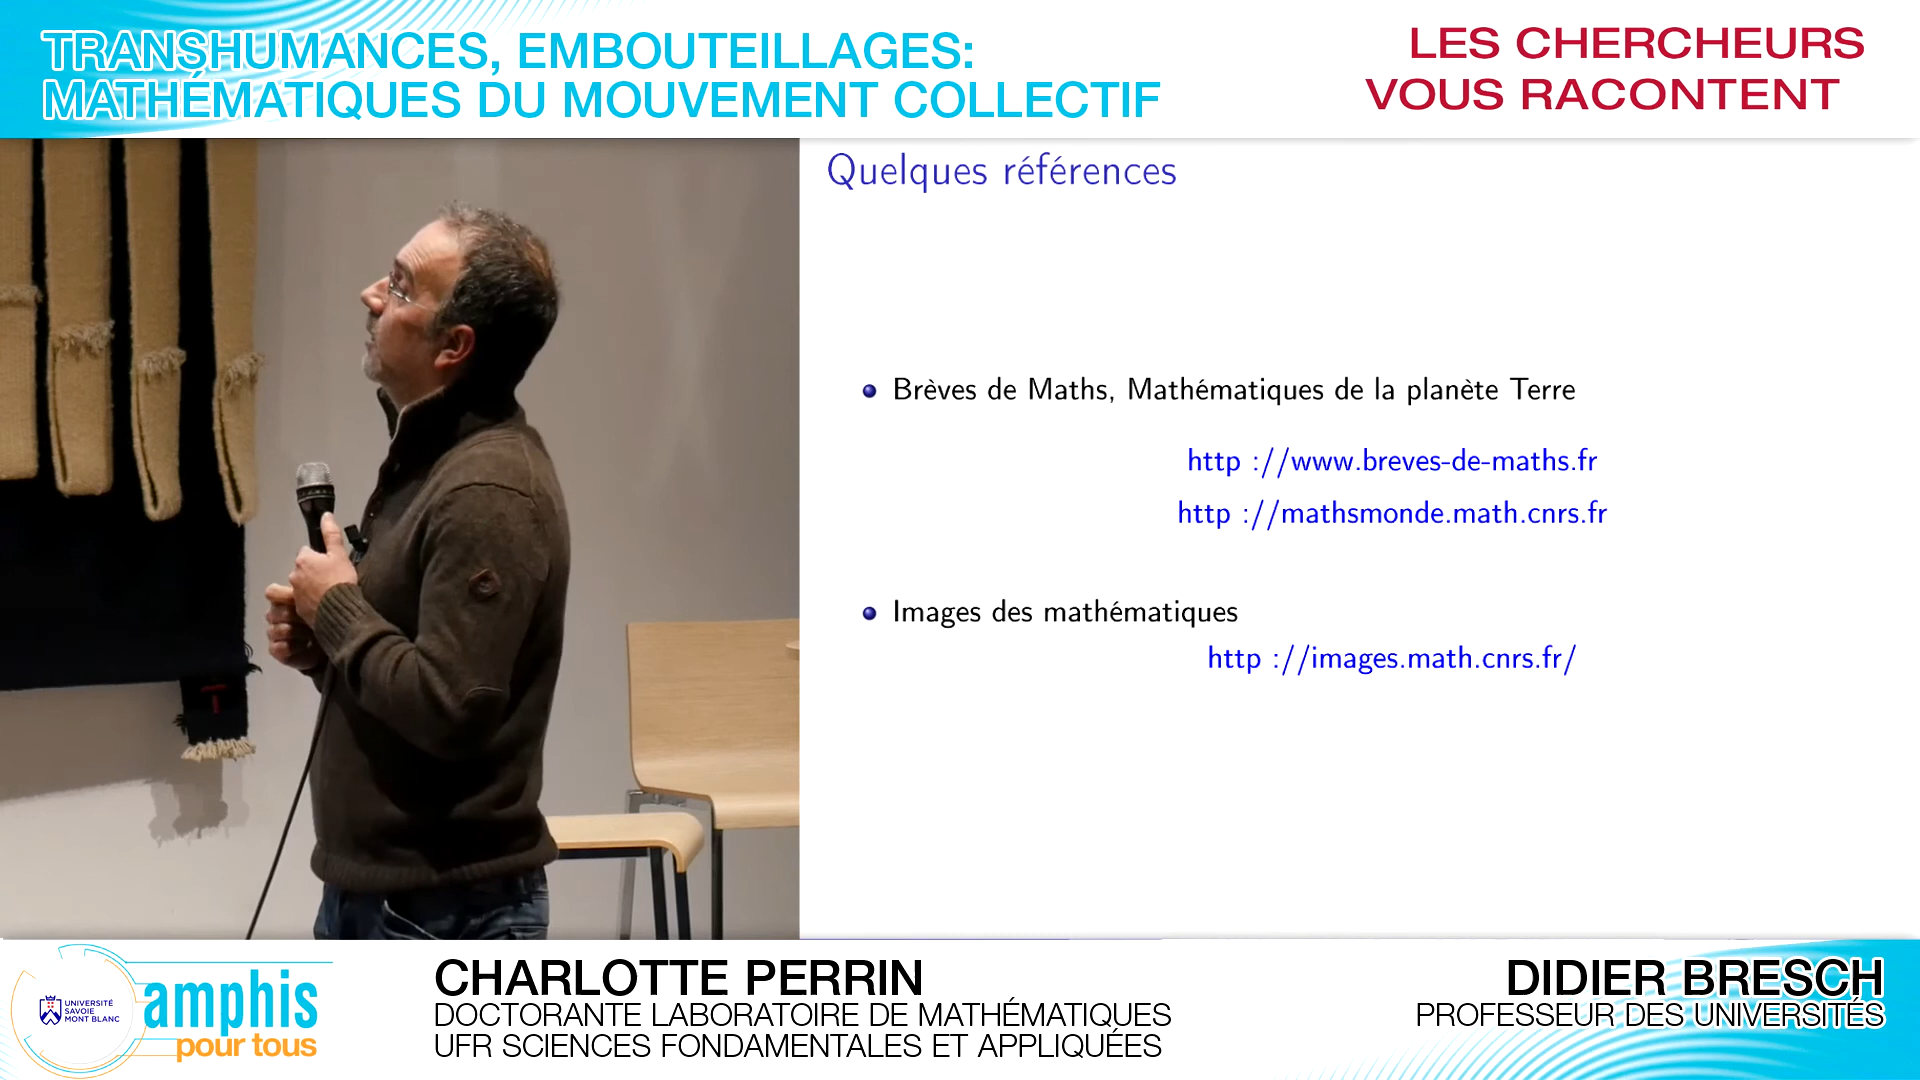 TRANSHUMANCES, EMBOUTEILLAGES:
MATHÉMATIQUES DU MOUVEMENT COLLECTIF
LES CHERCHEURS
VOUS RACONTENT
Quelques références
Brèves de Maths, Mathématiques de la planète Terre
http ://www.breves-de-maths.fr
http ://mathsmonde.math.cnrs.fr
Images des mathématiques
http ://images.math.cnrs.fr/
UNIVERSITÉ
SAVOIE
MONT BLANC
amphis
pour tous
CHARLOTTE PERRIN
DOCTORANTE LABORATOIRE DE MATHÉMATIQUES
UFR SCIENCES FONDAMENTALES ET APPLIQUÉES
DIDIER BRESCH
PROFESSEUR DES UNIVERSITÉS